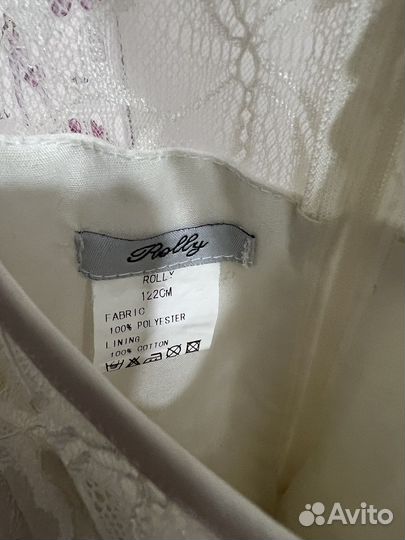 Rolly
ROLLY
122CM
FABRIC
100% POLYESTER
LINING
100% COTTON
Avito